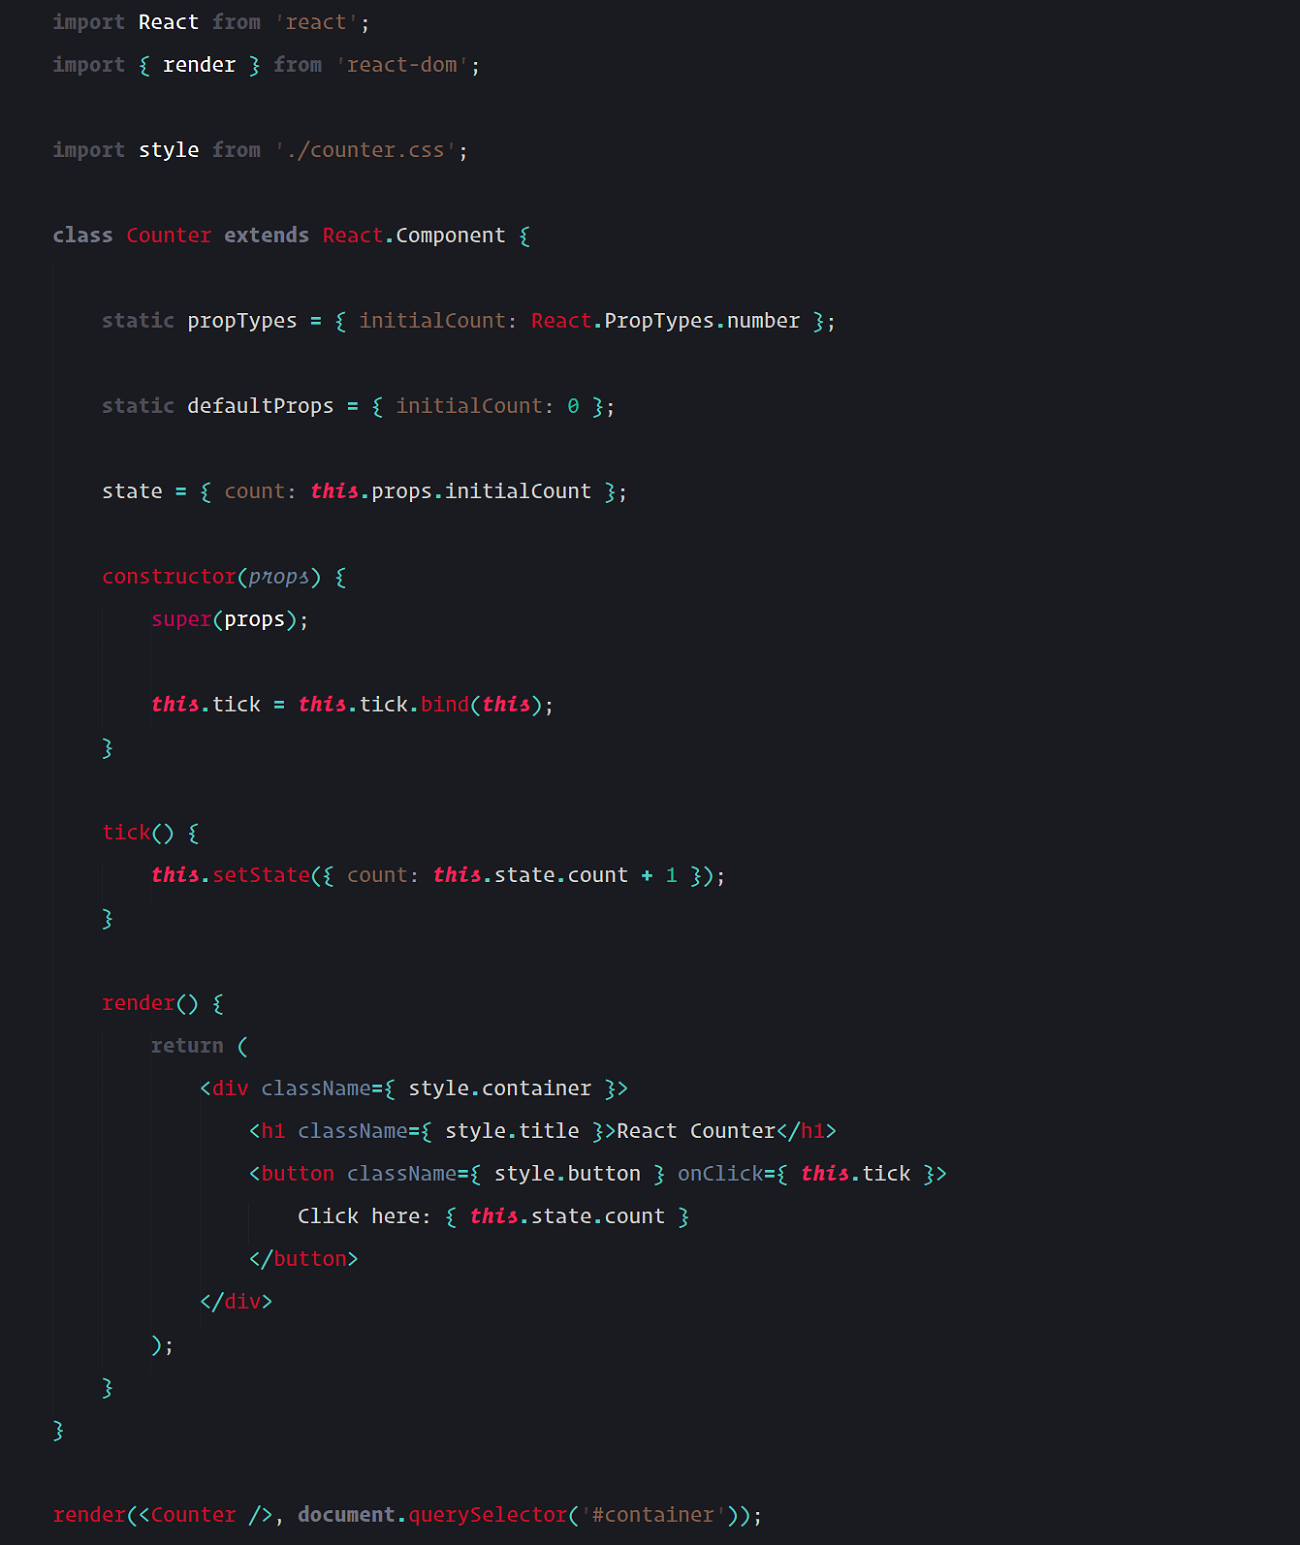 import React from 'react';
import { render } from 'react-dom';
import style from './counter.css';
class Counter extends React.Component {
static propTypes = { initialCount: React.PropTypes.number };
static defaultProps = { initialCount: 0 };
state = { count: this.props.initialCount };
constructor(props) {
super(props);
this.tick = this.tick.bind(this);
}
tick() {
this.setState({ count: this.state.count + 1 });
}
render() {
return (
<div className={ style.container }>
<h1 className={ style.title }>React Counter</h1>
<button className={ style.button } onClick={ this.tick }>
Click here: { this.state.count }
</button>
</div>
);
}
}
render(<Counter />, document.querySelector('#container'));